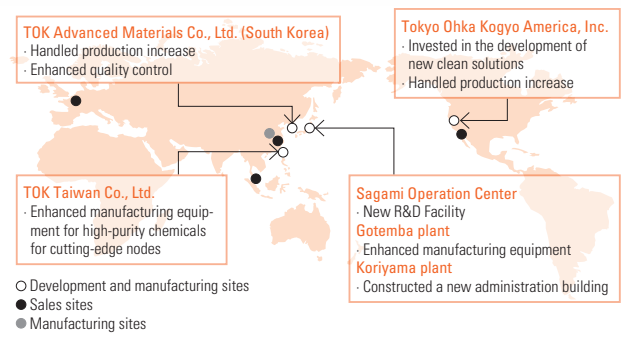 TOK Advanced Materials Co., Ltd. (South Korea)
· Handled production increase
· Enhanced quality control
Tokyo Ohka Kogyo America, Inc.
· Invested in the development of
new clean solutions
· Handled production increase
TOK Taiwan Co., Ltd.
· Enhanced manufacturing equip-
ment for high-purity chemicals
for cutting-edge nodes
Sagami Operation Center
· New R&D Facility
Gotemba plant
· Enhanced manufacturing equipment
Koriyama plant
· Constructed a new administration building
Development and manufacturing sites
Sales sites
Manufacturing sites